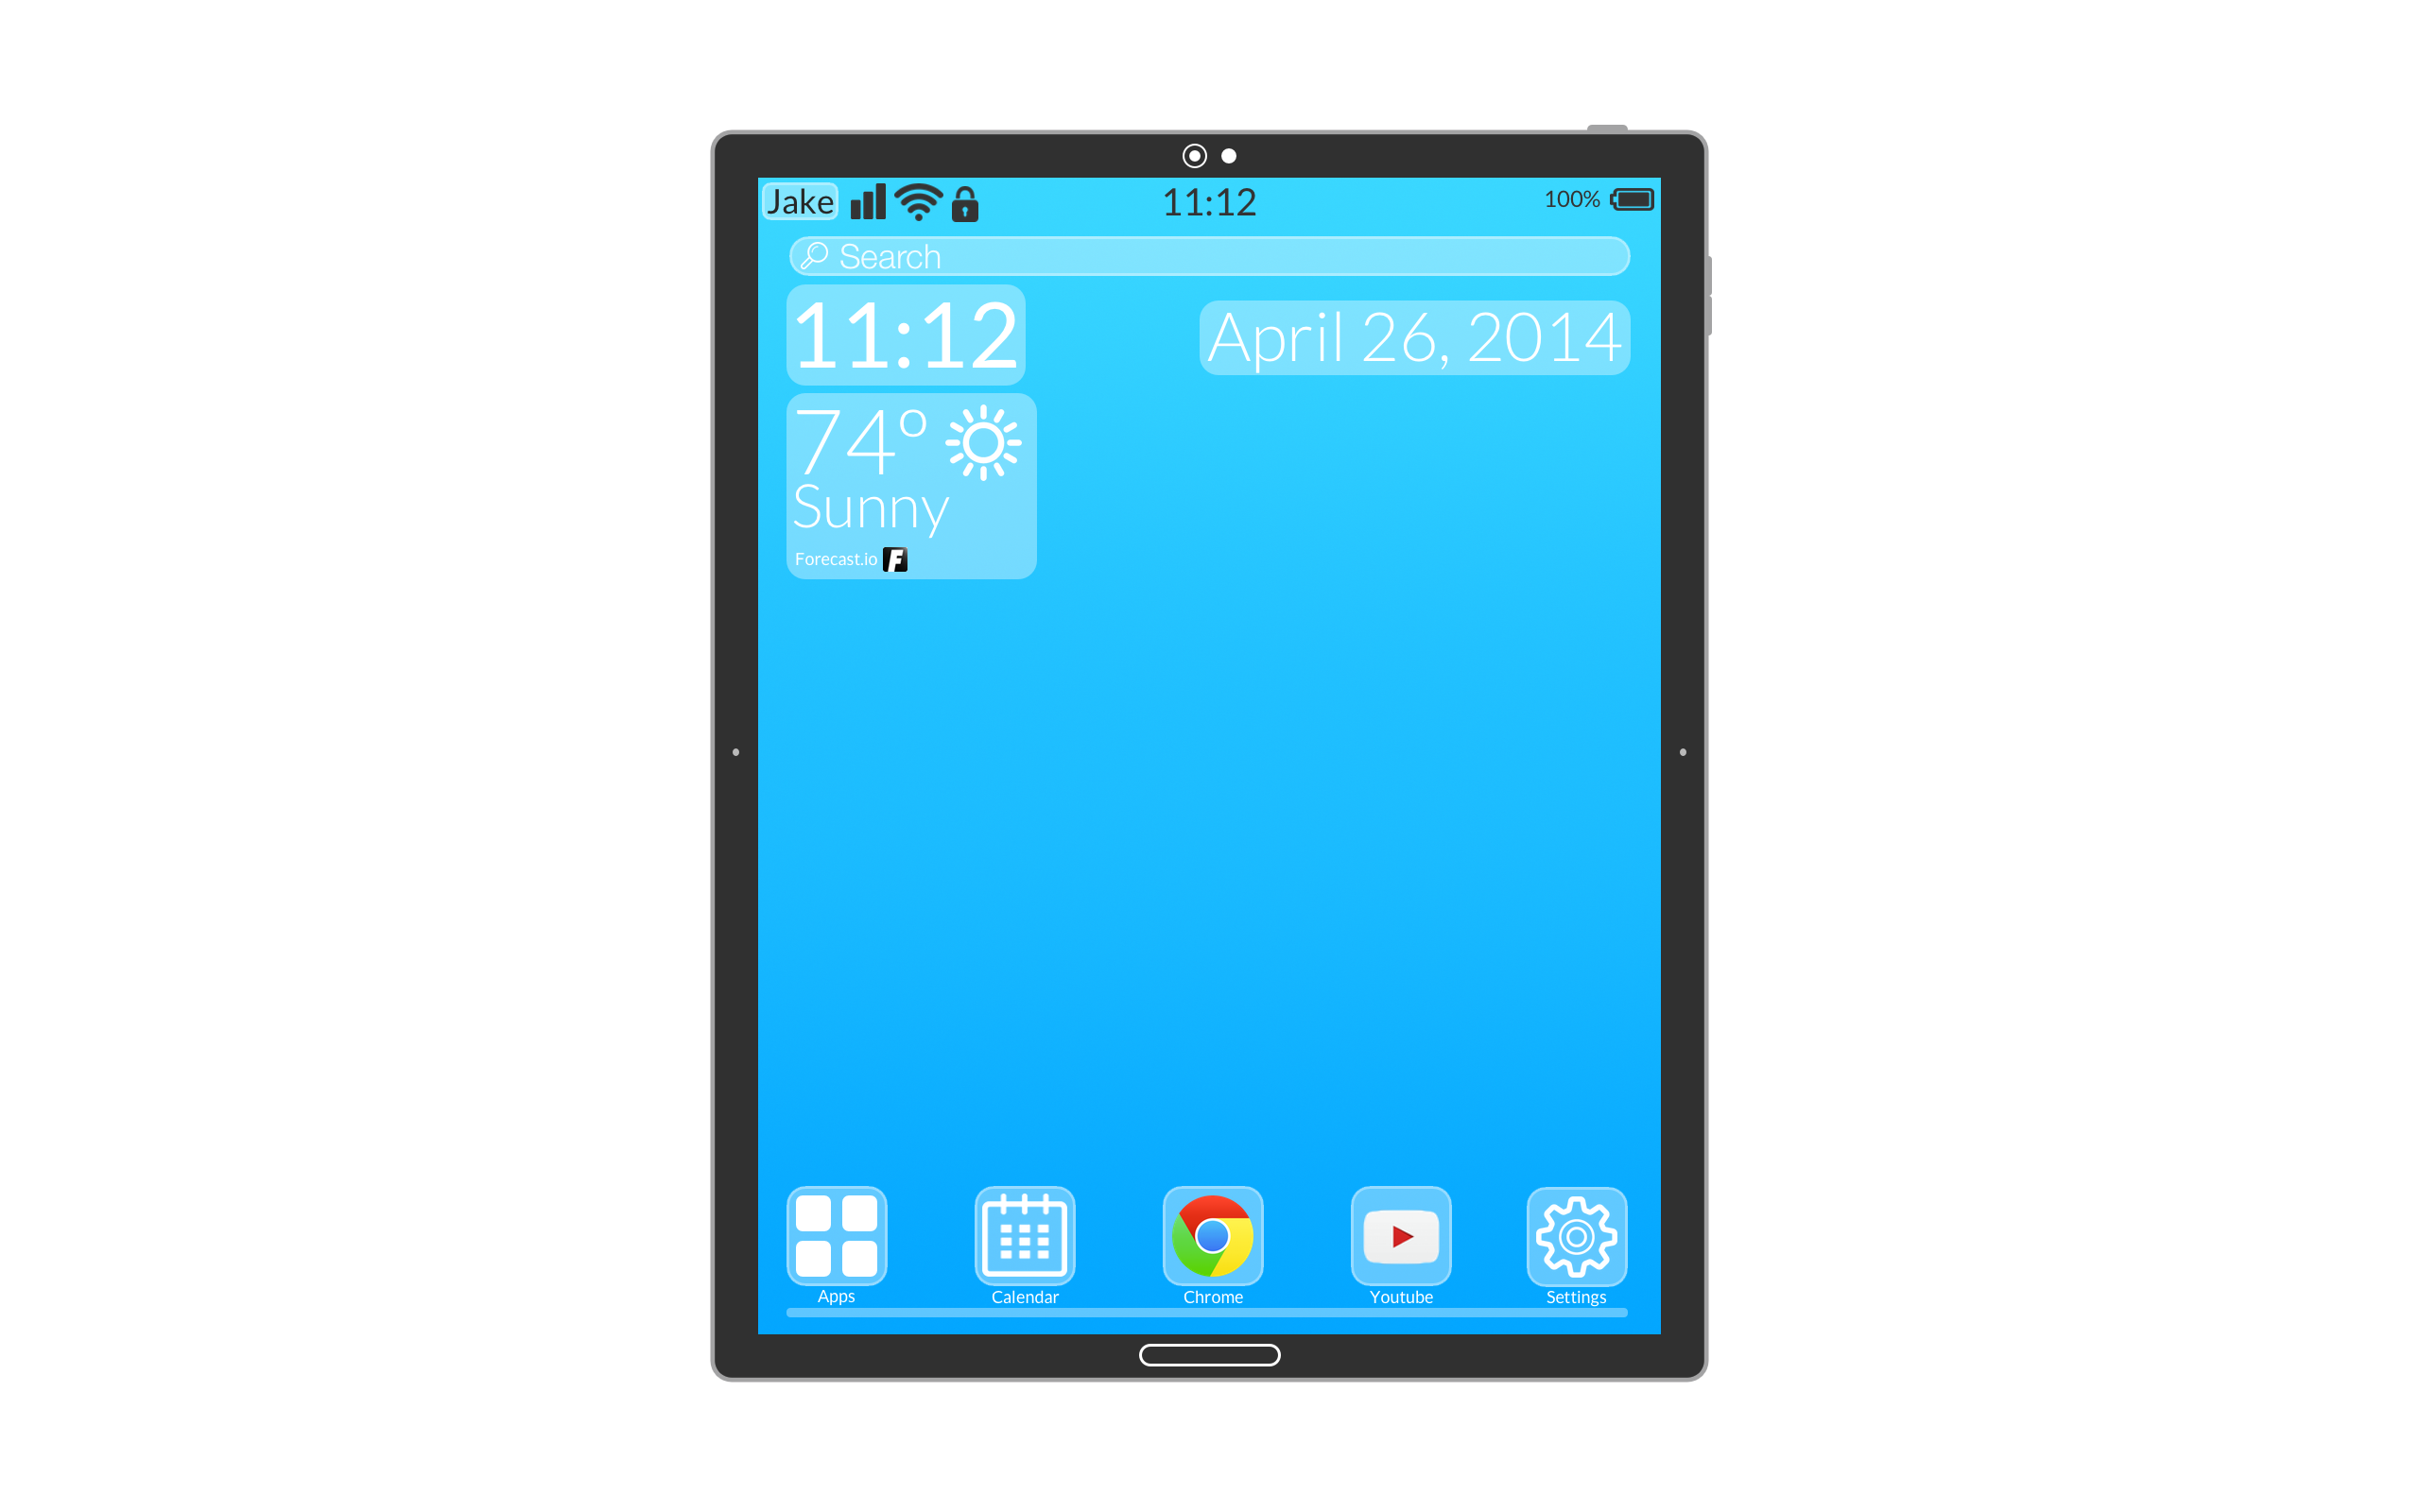 Jake 11:12 100%
Search
11:12 April 26, 2014
74°
Sunny
Forecast.io F
Apps Calendar Chrome Youtube Settings